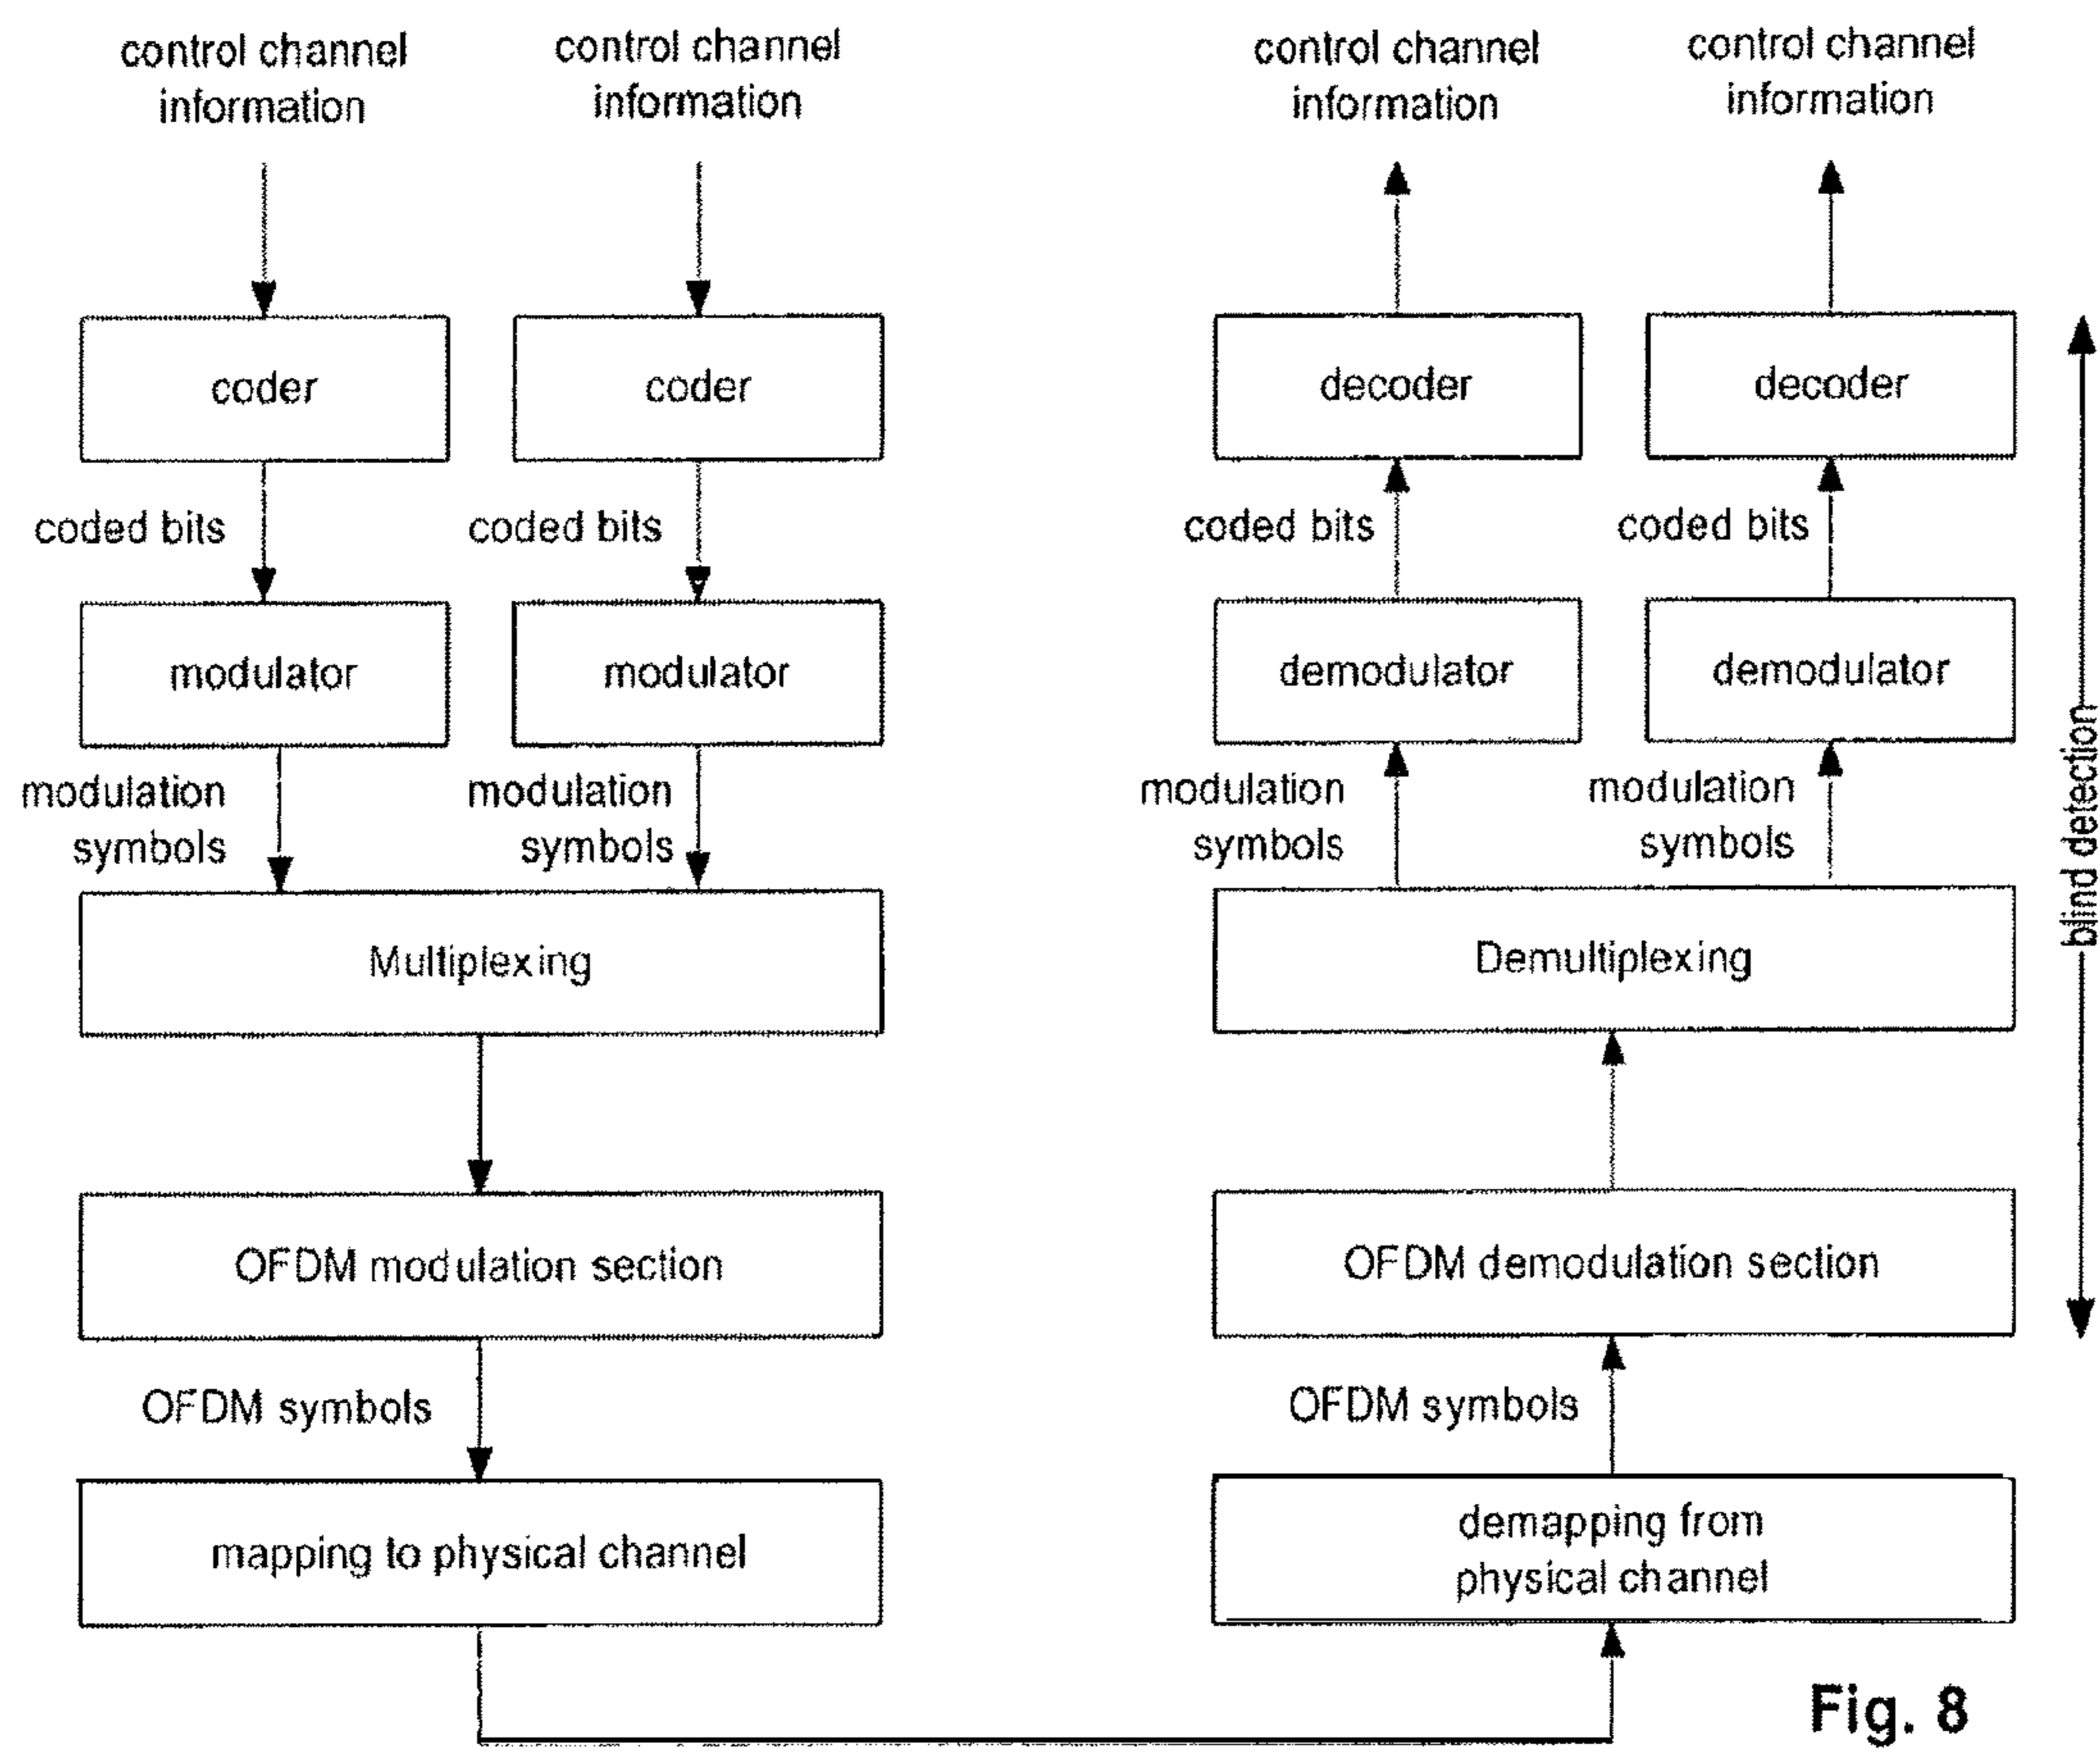 control channel
information
control channel
information
control channel
information
control channel
information
coder
coder
decoder
decoder
coded bits
coded bits
coded bits
coded bits
modulator
modulator
demodulator
demodulator
modulation
symbols
modulation
symbols
modulation
symbols
modulation
symbols
blind detection
Multiplexing
Demultiplexing
OFDM modulation section
OFDM demodulation section
OFDM symbols
OFDM symbols
mapping to physical channel
demapping from
physical channel
Fig. 8